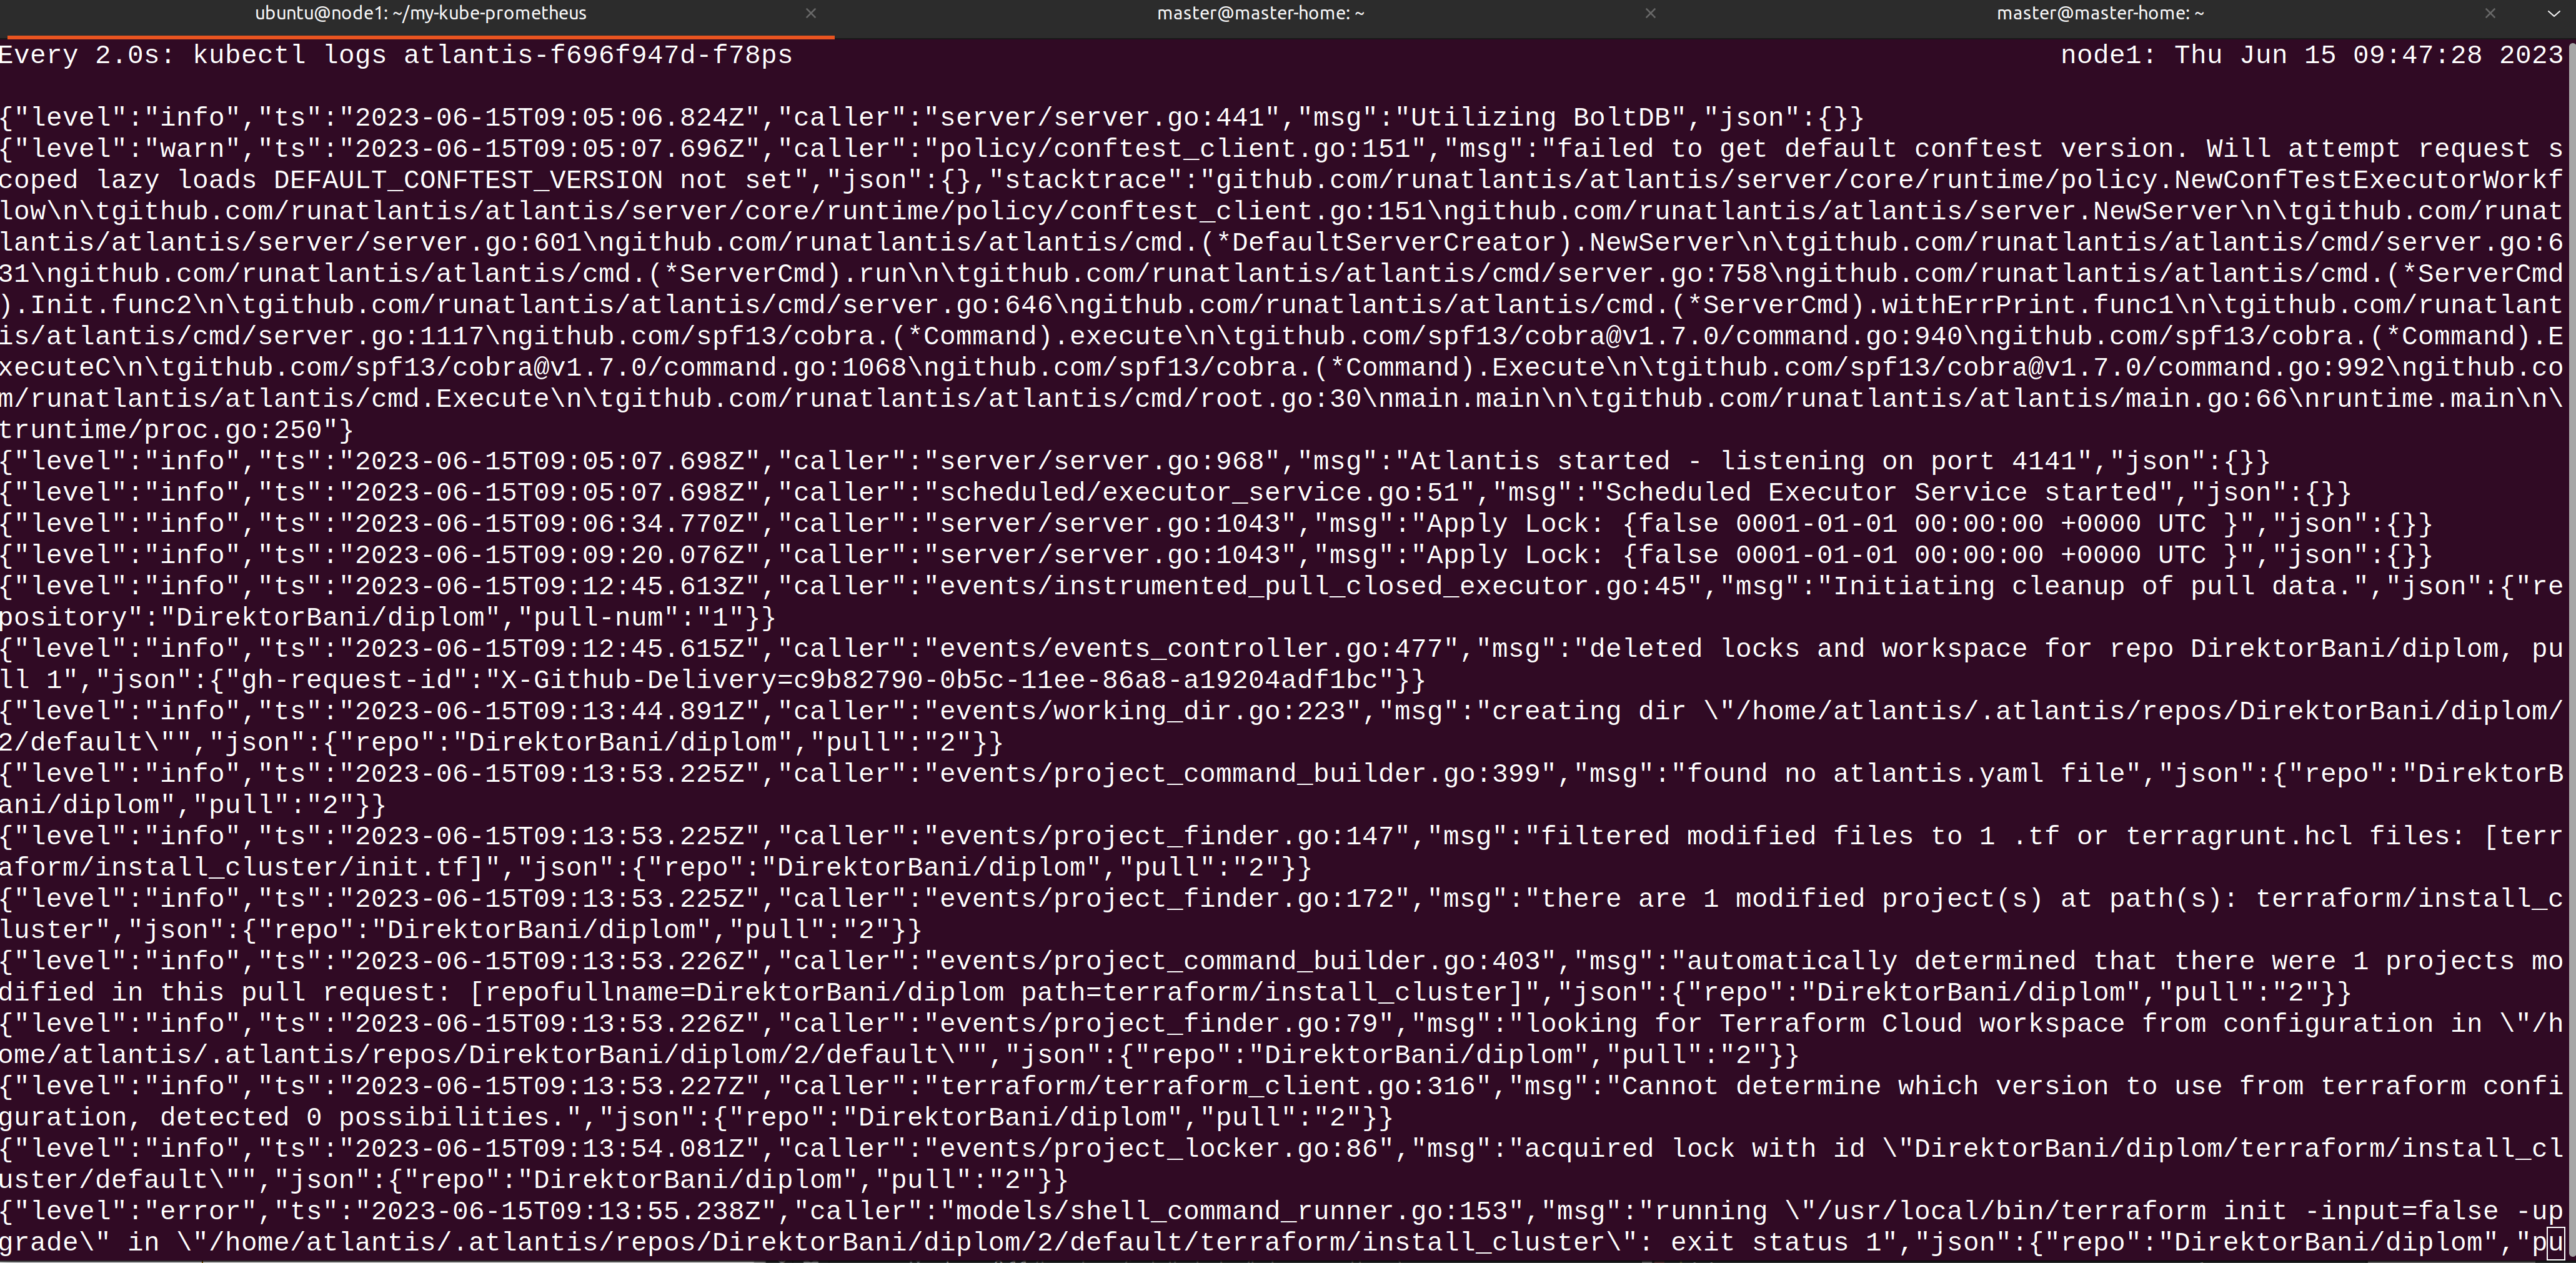 ubuntu@node1: ~/my-kube-prometheus × master@master-home: ~ × master@master-home: ~ ×
Every 2.0s: kubectl logs atlantis-f696f947d-f78ps node1: Thu Jun 15 09:47:28 2023
{"level":"info","ts":"2023-06-15T09:05:06.824Z","caller":"server/server.go:441","msg":"Utilizing BoltDB","json":{}}
{"level":"warn","ts":"2023-06-15T09:05:07.696Z","caller":"policy/conftest_client.go:151","msg":"failed to get default conftest version. Will attempt request s
coped lazy loads DEFAULT_CONFTEST_VERSION not set","json":{},"stacktrace":"github.com/runatlantis/atlantis/server/core/runtime/policy.NewConfTestExecutorWorkf
low\n\tgithub.com/runatlantis/atlantis/server/core/runtime/policy/conftest_client.go:151\ngithub.com/runatlantis/atlantis/server.NewServer\n\tgithub.com/runat
lantis/atlantis/server/server.go:601\ngithub.com/runatlantis/atlantis/cmd.(*DefaultServerCreator).NewServer\n\tgithub.com/runatlantis/atlantis/cmd/server.go:6
31\ngithub.com/runatlantis/atlantis/cmd.(*ServerCmd).run\n\tgithub.com/runatlantis/atlantis/cmd/server.go:758\ngithub.com/runatlantis/atlantis/cmd.(*ServerCmd
).Init.func2\n\tgithub.com/runatlantis/atlantis/cmd/server.go:646\ngithub.com/runatlantis/atlantis/cmd.(*ServerCmd).withErrPrint.func1\n\tgithub.com/runatlant
is/atlantis/cmd/server.go:1117\ngithub.com/spf13/cobra.(*Command).execute\n\tgithub.com/spf13/cobra@v1.7.0/command.go:940\ngithub.com/spf13/cobra.(*Command).E
xecuteC\n\tgithub.com/spf13/cobra@v1.7.0/command.go:1068\ngithub.com/spf13/cobra.(*Command).Execute\n\tgithub.com/spf13/cobra@v1.7.0/command.go:992\ngithub.co
m/runatlantis/atlantis/cmd.Execute\n\tgithub.com/runatlantis/atlantis/cmd/root.go:30\nmain.main\n\tgithub.com/runatlantis/atlantis/main.go:66\nruntime.main\n\
truntime/proc.go:250"}
{"level":"info","ts":"2023-06-15T09:05:07.698Z","caller":"server/server.go:968","msg":"Atlantis started - listening on port 4141","json":{}}
{"level":"info","ts":"2023-06-15T09:05:07.698Z","caller":"scheduled/executor_service.go:51","msg":"Scheduled Executor Service started","json":{}}
{"level":"info","ts":"2023-06-15T09:06:34.770Z","caller":"server/server.go:1043","msg":"Apply Lock: {false 0001-01-01 00:00:00 +0000 UTC }","json":{}}
{"level":"info","ts":"2023-06-15T09:09:20.076Z","caller":"server/server.go:1043","msg":"Apply Lock: {false 0001-01-01 00:00:00 +0000 UTC }","json":{}}
{"level":"info","ts":"2023-06-15T09:12:45.613Z","caller":"events/instrumented_pull_closed_executor.go:45","msg":"Initiating cleanup of pull data.","json":{"re
pository":"DirektorBani/diplom","pull-num":"1"}}
{"level":"info","ts":"2023-06-15T09:12:45.615Z","caller":"events/events_controller.go:477","msg":"deleted locks and workspace for repo DirektorBani/diplom, pu
ll 1","json":{"gh-request-id":"X-Github-Delivery=c9b82790-0b5c-11ee-86a8-a19204adf1bc"}}
{"level":"info","ts":"2023-06-15T09:13:44.891Z","caller":"events/working_dir.go:223","msg":"creating dir \"/home/atlantis/.atlantis/repos/DirektorBani/diplom/
2/default\"","json":{"repo":"DirektorBani/diplom","pull":"2"}}
{"level":"info","ts":"2023-06-15T09:13:53.225Z","caller":"events/project_command_builder.go:399","msg":"found no atlantis.yaml file","json":{"repo":"DirektorB
ani/diplom","pull":"2"}}
{"level":"info","ts":"2023-06-15T09:13:53.225Z","caller":"events/project_finder.go:147","msg":"filtered modified files to 1 .tf or terragrunt.hcl files: [terr
aform/install_cluster/init.tf]","json":{"repo":"DirektorBani/diplom","pull":"2"}}
{"level":"info","ts":"2023-06-15T09:13:53.225Z","caller":"events/project_finder.go:172","msg":"there are 1 modified project(s) at path(s): terraform/install_c
luster","json":{"repo":"DirektorBani/diplom","pull":"2"}}
{"level":"info","ts":"2023-06-15T09:13:53.226Z","caller":"events/project_command_builder.go:403","msg":"automatically determined that there were 1 projects mo
dified in this pull request: [repofullname=DirektorBani/diplom path=terraform/install_cluster]","json":{"repo":"DirektorBani/diplom","pull":"2"}}
{"level":"info","ts":"2023-06-15T09:13:53.226Z","caller":"events/project_finder.go:79","msg":"looking for Terraform Cloud workspace from configuration in \"/h
ome/atlantis/.atlantis/repos/DirektorBani/diplom/2/default\"","json":{"repo":"DirektorBani/diplom","pull":"2"}}
{"level":"info","ts":"2023-06-15T09:13:53.227Z","caller":"terraform/terraform_client.go:316","msg":"Cannot determine which version to use from terraform confi
guration, detected 0 possibilities.","json":{"repo":"DirektorBani/diplom","pull":"2"}}
{"level":"info","ts":"2023-06-15T09:13:54.081Z","caller":"events/project_locker.go:86","msg":"acquired lock with id \"DirektorBani/diplom/terraform/install_cl
uster/default\"","json":{"repo":"DirektorBani/diplom","pull":"2"}}
{"level":"error","ts":"2023-06-15T09:13:55.238Z","caller":"models/shell_command_runner.go:153","msg":"running \"/usr/local/bin/terraform init -input=false -up
grade\" in \"/home/atlantis/.atlantis/repos/DirektorBani/diplom/2/default/terraform/install_cluster\": exit status 1","json":{"repo":"DirektorBani/diplom","pu